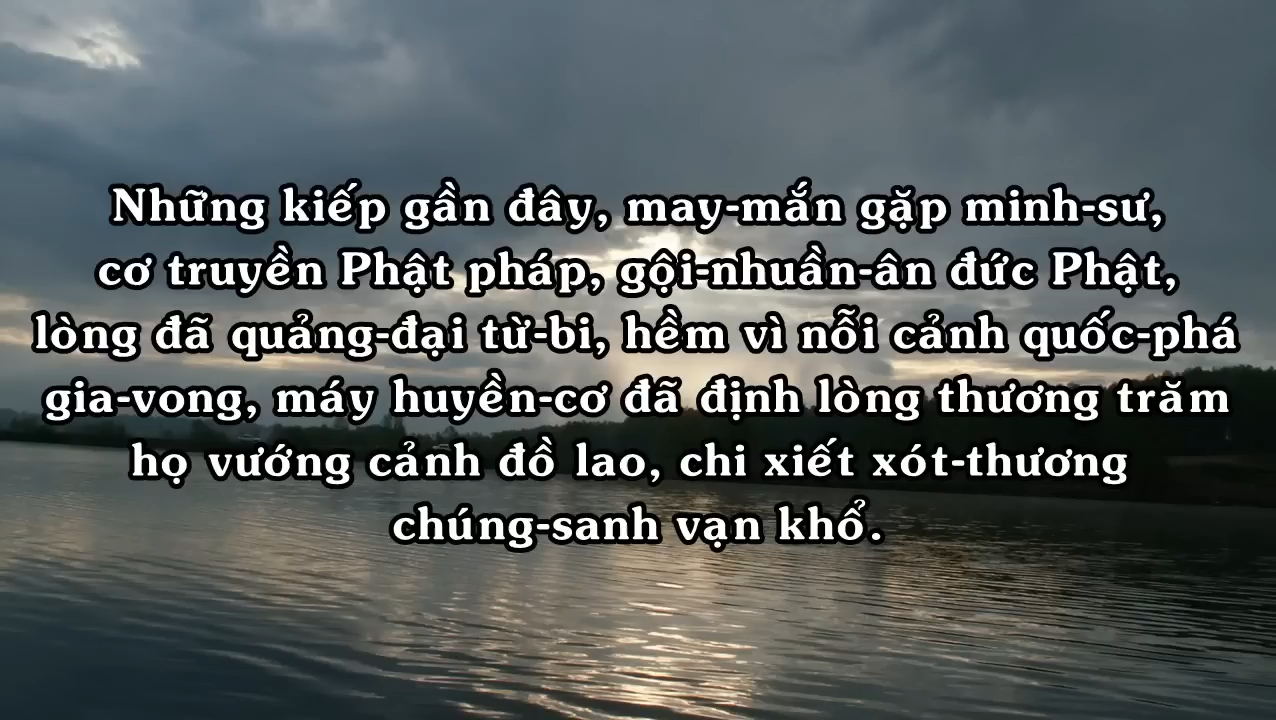 Những kiếp gần đây, may-mắn gặp minh-sư,
cơ truyền Phật pháp, gội-nhuần-ân đức Phật,
lòng đã quảng-đại từ-bi, hềm vì nỗi cảnh quốc-phá
gia-vong, máy huyền-cơ đã định lòng thương trăm
họ vướng cảnh đồ lao, chi xiết xót-thương
chúng-sanh vạn khổ.